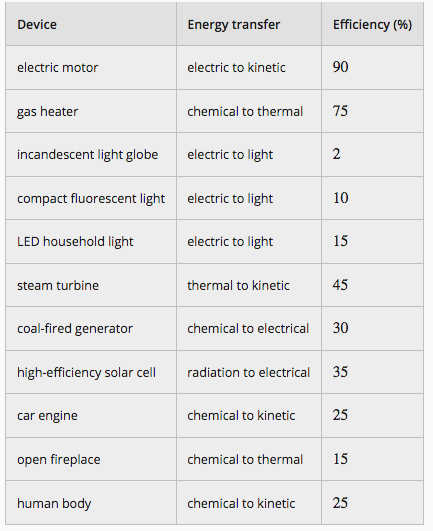 Device Energy transfer Efficiency (%)
electric motor electric to kinetic 90
gas heater chemical to thermal 75
incandescent light globe electric to light 2
compact fluorescent light electric to light 10
LED household light electric to light 15
steam turbine thermal to kinetic 45
coal-fired generator chemical to electrical 30
high-efficiency solar cell radiation to electrical 35
car engine chemical to kinetic 25
open fireplace chemical to thermal 15
human body chemical to kinetic 25